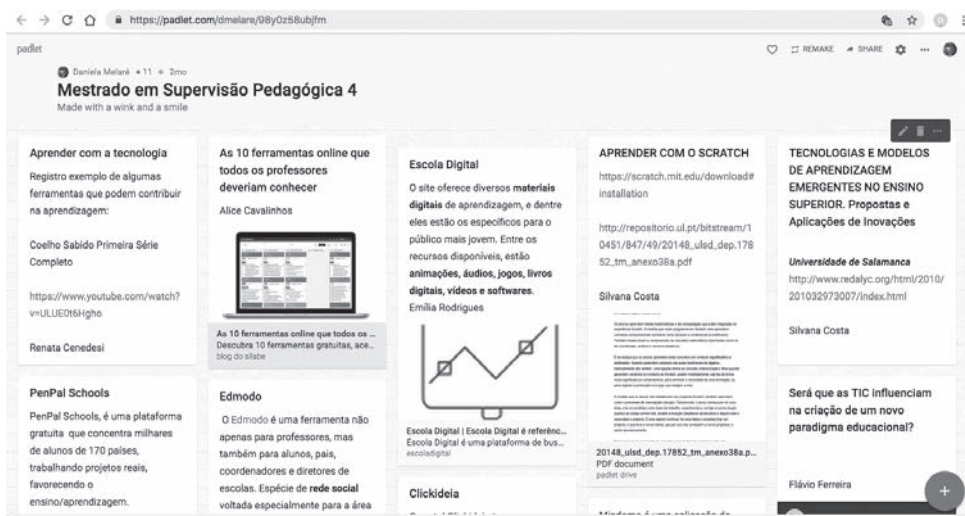 https://padlet.com/dmelare/98y0z58ubjfm
padlet
REMAKE
SHARE
Daniela Melaré • 11 • 2mo
Mestrado em Supervisão Pedagógica 4
Made with a wink and a smile
Aprender com a tecnologia
Registro exemplo de algumas
ferramentas que podem contribuir
na aprendizagem:
Coelho Sabido Primeira Série
Completo
https://www.youtube.com/watch?
v=ULUE0t6Hgho
Renata Cenedesi
PenPal Schools
PenPal Schools, é uma plataforma
gratuita que concentra milhares
de alunos de 170 países,
trabalhando projetos reais,
favorecendo o
ensino/aprendizagem.
As 10 ferramentas online que
todos os professores
deveriam conhecer
Alice Cavalinhos
As 10 ferramentas online que todos os ...
Descubra 10 ferramentas gratuitas, ace...
blog do silabe
Edmodo
O Edmodo é uma ferramenta não
apenas para professores, mas
também para alunos, pais,
coordenadores e diretores de
escolas. Espécie de rede social
voltada especialmente para a área
Escola Digital
O site oferece diversos materiais
digitais de aprendizagem, e dentre
eles estão os específicos para o
público mais jovem. Entre os
recursos disponíveis, estão
animações, áudios, jogos, livros
digitais, vídeos e softwares.
Emília Rodrigues
Escola Digital | Escola Digital é referênc...
Escola Digital é uma plataforma de bus...
escoladigital
Clickideia
APRENDER COM O SCRATCH
https://scratch.mit.edu/download#
installation
http://repositorio.ul.pt/bitstream/1
0451/847/49/20148_ulsd_dep.178
52_tm_anexo38a.pdf
Silvana Costa
20148_ulsd_dep.17852_tm_anexo38a.p...
PDF document
padlet drive
TECNOLOGIAS E MODELOS
DE APRENDIZAGEM
EMERGENTES NO ENSINO
SUPERIOR. Propostas e
Aplicações de Inovações
Universidade de Salamanca
http://www.redalyc.org/html/2010/
201032973007/index.html
Silvana Costa
Será que as TIC influenciam
na criação de um novo
paradigma educacional?
Flávio Ferreira